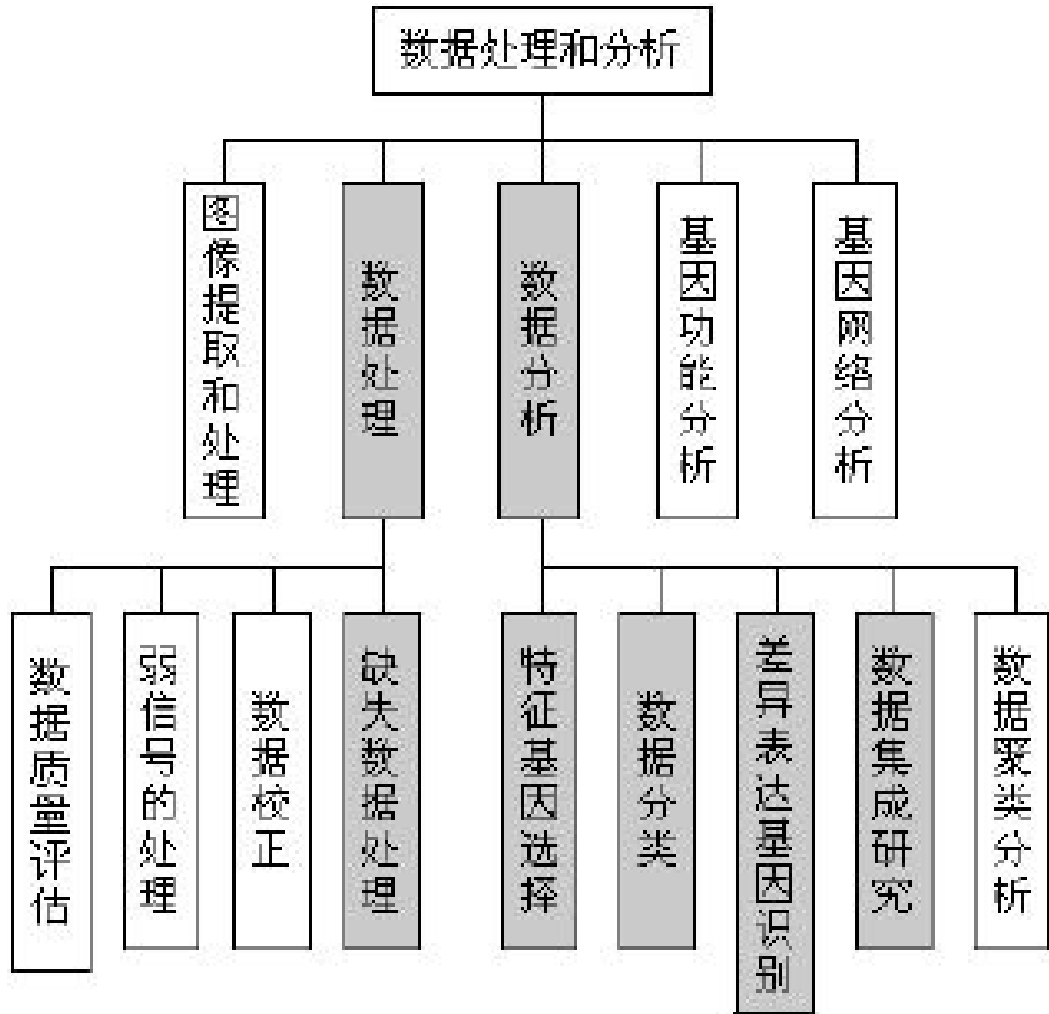 数据处理和分析
图像提取和处理
数据处理
数据分析
基因功能分析
基因网络分析
数据质量评估
弱信号的处理
数据校正
缺失数据处理
特征基因选择
数据分类
差异表达基因识别
数据集成研究
数据聚类分析